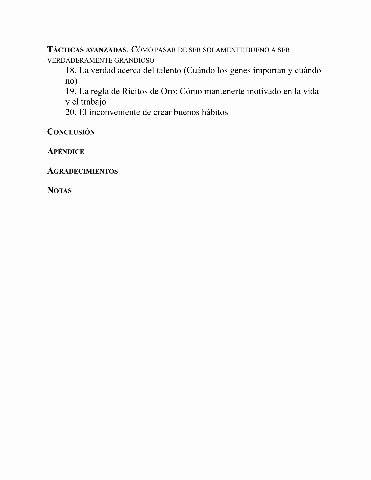 TÁCTICAS AVANZADAS. CÓMO PASAR DE SER SOLAMENTE BUENO A SER
VERDADERAMENTE GRANDIOSO
18. La verdad acerca del talento (Cuándo los genes importan y cuándo
no)
19. La regla de Ricitos de Oro: Cómo mantenerte motivado en la vida
y el trabajo
20. El inconveniente de crear buenos hábitos
CONCLUSIÓN
APÉNDICE
AGRADECIMIENTOS
NOTAS